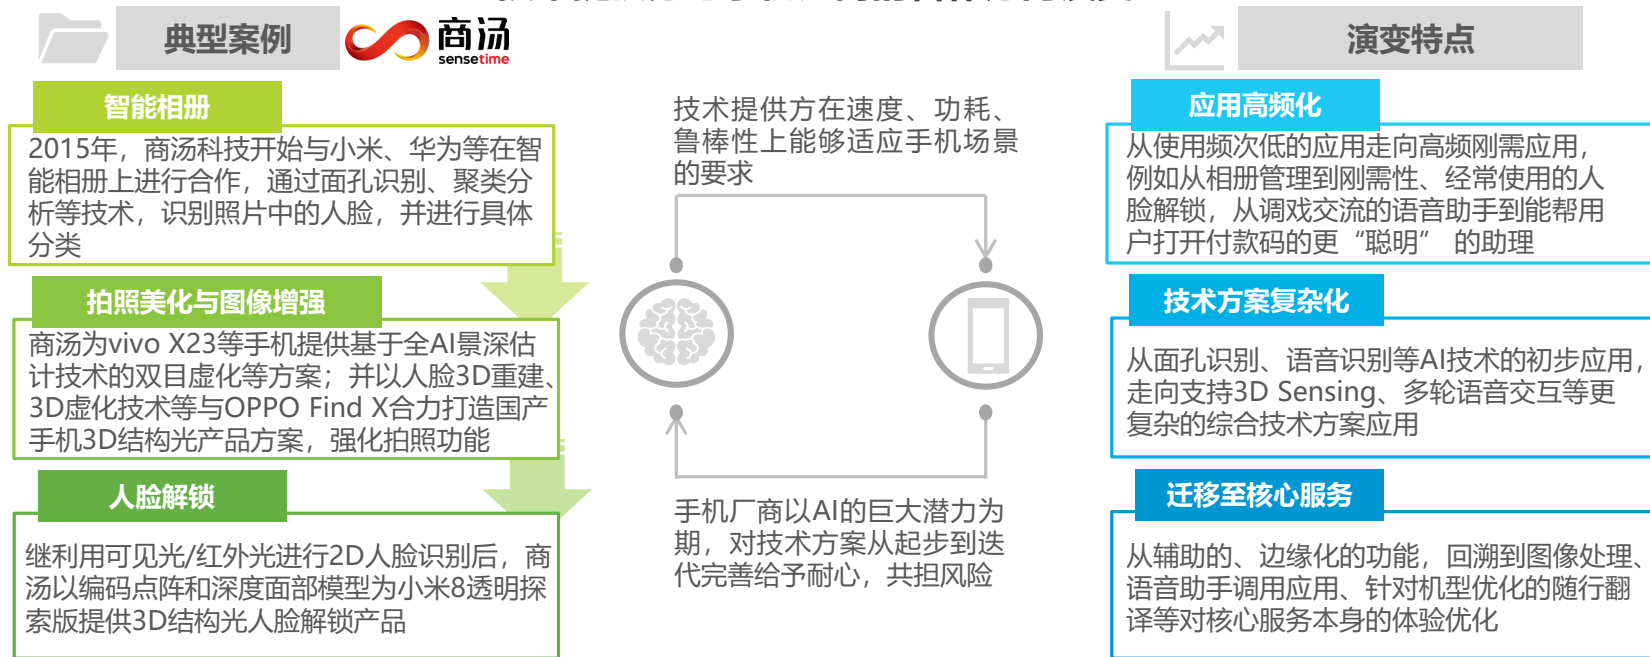 典型案例
商汤
sensetime
智能相册
2015年，商汤科技开始与小米、华为等在智
能相册上进行合作，通过面孔识别、聚类分
析等技术，识别照片中的人脸，并进行具体
分类
拍照美化与图像增强
商汤为vivo X23等手机提供基于全AI景深估
计技术的双目虚化等方案；并以人脸3D重建、
3D虚化技术等与OPPO Find X合力打造国产
手机3D结构光产品方案，强化拍照功能
人脸解锁
继利用可见光/红外光进行2D人脸识别后，商
汤以编码点阵和深度面部模型为小米8透明探
索版提供3D结构光人脸解锁产品
技术提供方在速度、功耗、
鲁棒性上能够适应手机场景
的要求
手机厂商以AI的巨大潜力为
期，对技术方案从起步到迭
代完善给予耐心，共担风险
演变特点
应用高频化
从使用频次低的应用走向高频刚需应用，
例如从相册管理到刚需性、经常使用的人
脸解锁，从调戏交流的语音助手到能帮用
户打开付款码的更“聪明” 的助理
技术方案复杂化
从面孔识别、语音识别等AI技术的初步应用，
走向支持3D Sensing、多轮语音交互等更
复杂的综合技术方案应用
迁移至核心服务
从辅助的、边缘化的功能，回溯到图像处理、
语音助手调用应用、针对机型优化的随行翻
译等对核心服务本身的体验优化